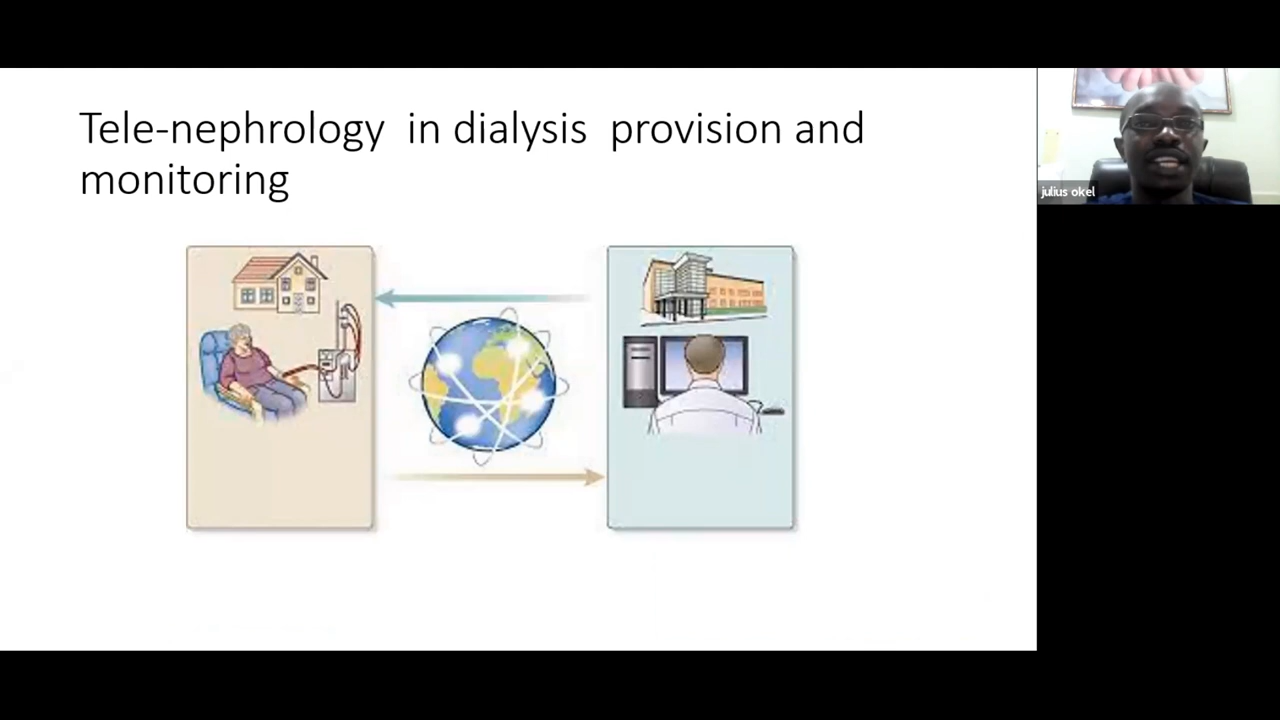 Tele-nephrology in dialysis provision and
monitoring
julius okel